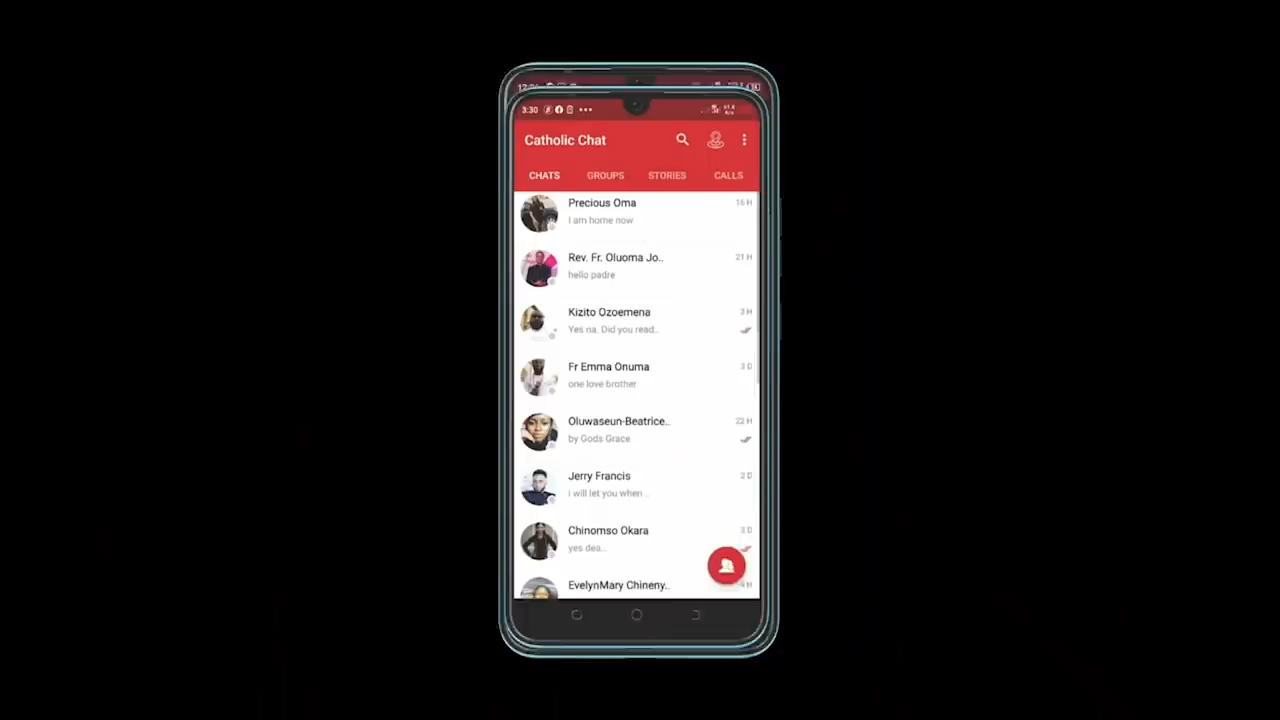 3:30
Catholic Chat
CHATS GROUPS STORIES CALLS
Precious Oma 16 H
I am home now
Rev. Fr. Oluoma Jo.. 21 H
hello padre
Kizito Ozoemena 3 H
Yes na. Did you read..
Fr Emma Onuma 3 D
one love brother
Oluwaseun-Beatrice.. 22 H
by Gods Grace
Jerry Francis 2 D
i will let you when ..
Chinomso Okara 3 D
yes dea..
EvelynMary Chineny.. H